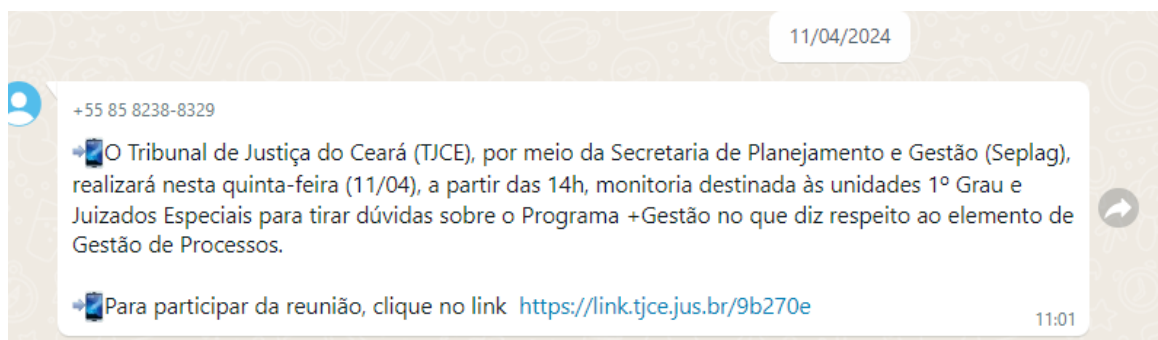 11/04/2024
+55 85 8238-8329
📲O Tribunal de Justiça do Ceará (TJCE), por meio da Secretaria de Planejamento e Gestão (Seplag),
realizará nesta quinta-feira (11/04), a partir das 14h, monitoria destinada às unidades 1º Grau e
Juizados Especiais para tirar dúvidas sobre o Programa +Gestão no que diz respeito ao elemento de
Gestão de Processos.
📲Para participar da reunião, clique no link https://link.tjce.jus.br/9b270e
11:01